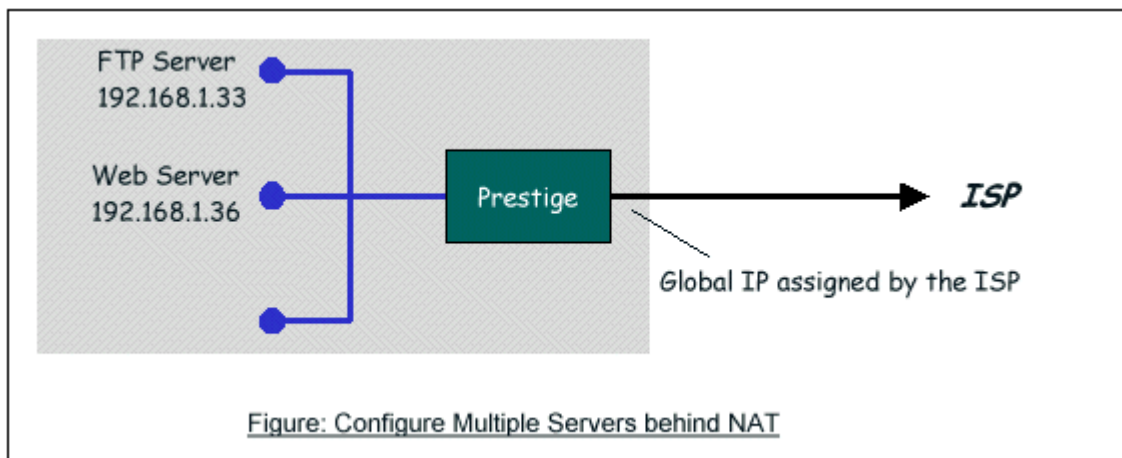 FTP Server
192.168.1.33
Web Server
192.168.1.36
Prestige
ISP
Global IP assigned by the ISP
Figure: Configure Multiple Servers behind NAT